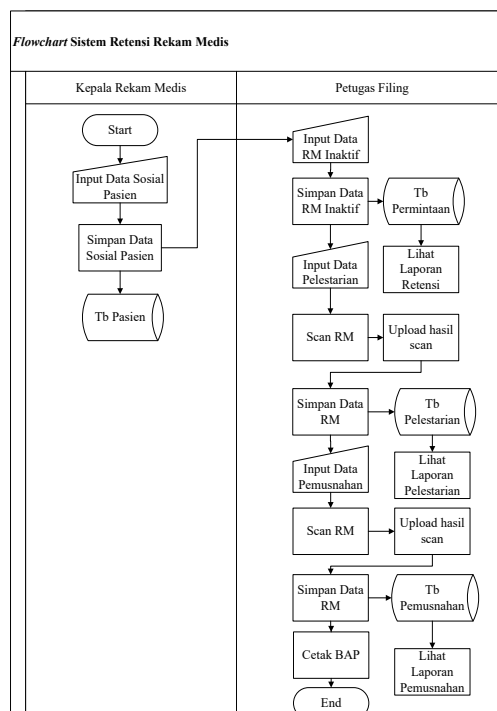 Flowchart Sistem Retensi Rekam Medis
Kepala Rekam Medis
Petugas Filing
Start
Input Data Sosial
Pasien
Simpan Data
Sosial Pasien
Tb Pasien
Input Data
RM Inaktif
Simpan Data
RM Inaktif
Tb
Permintaan
Lihat
Laporan
Retensi
Input Data
Pelestarian
Scan RM
Upload hasil
scan
Simpan Data
RM
Tb
Pelestarian
Lihat
Laporan
Pelestarian
Input Data
Pemusnahan
Scan RM
Upload hasil
scan
Simpan Data
RM
Tb
Pemusnahan
Lihat
Laporan
Pemusnahan
Cetak BAP
End